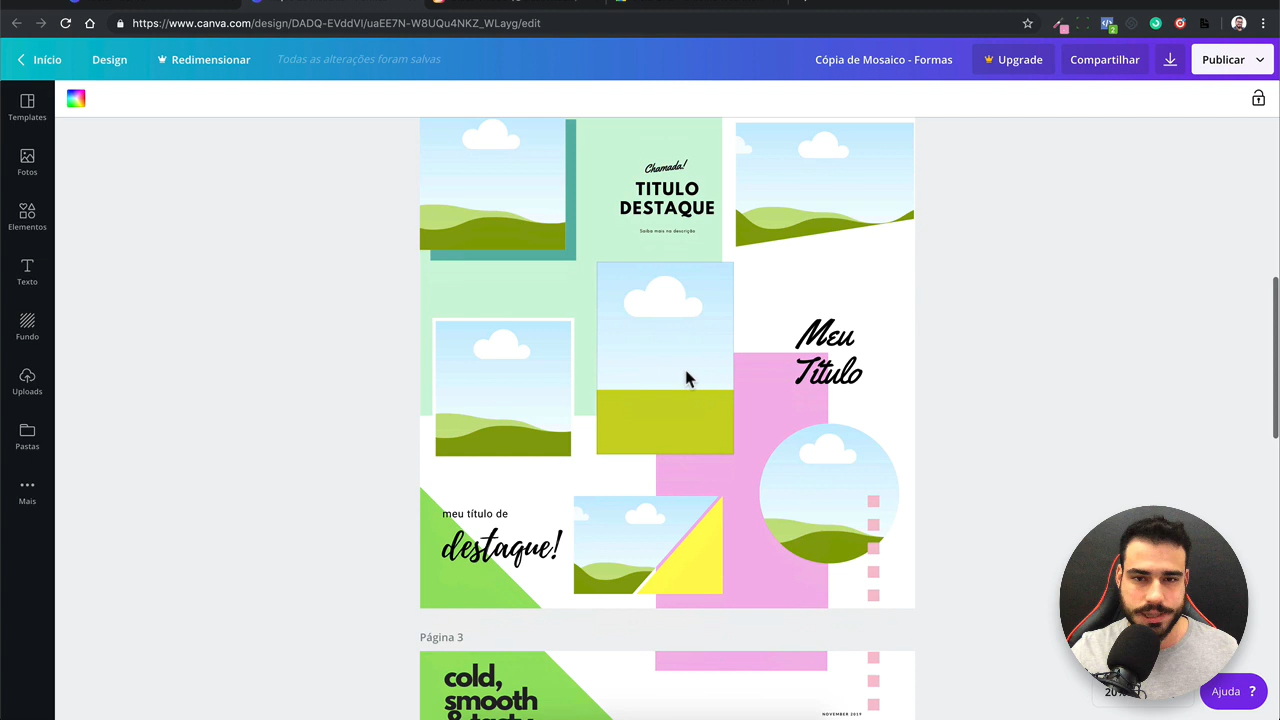 https://www.canva.com/design/DADQ-EVddVI/uaEE7N-W8UQu4NKZ_WLayg/edit
2
Início
Design
Redimensionar
Todas as alterações foram salvas
Cópia de Mosaico - Formas
Upgrade
Compartilhar
Publicar
Templates
Fotos
Elementos
Texto
Fundo
Uploads
Pastas
Mais
Chamada!
TITULO
DESTAQUE
Saiba mais na descrição
Meu
Título
meu título de
destaque!
Página 3
cold,
smooth
& tasty
NOVEMBER 2019
Ajuda ?